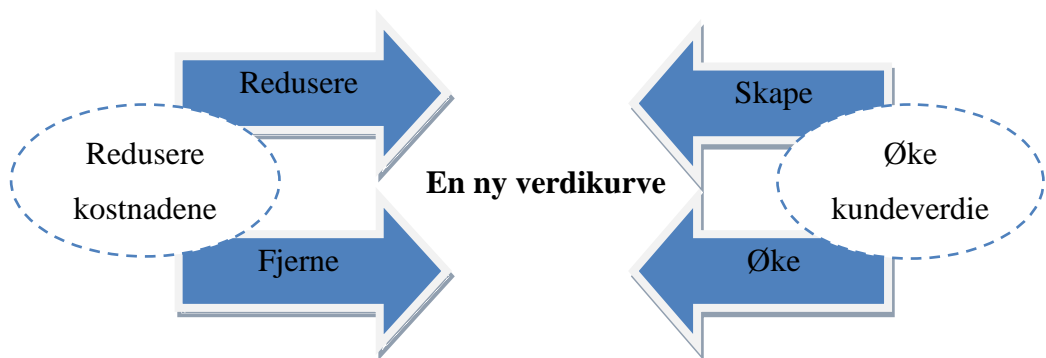 Redusere
Skape
Redusere
kostnadene
En ny verdikurve
Øke
kundeverdie
Fjerne
Øke